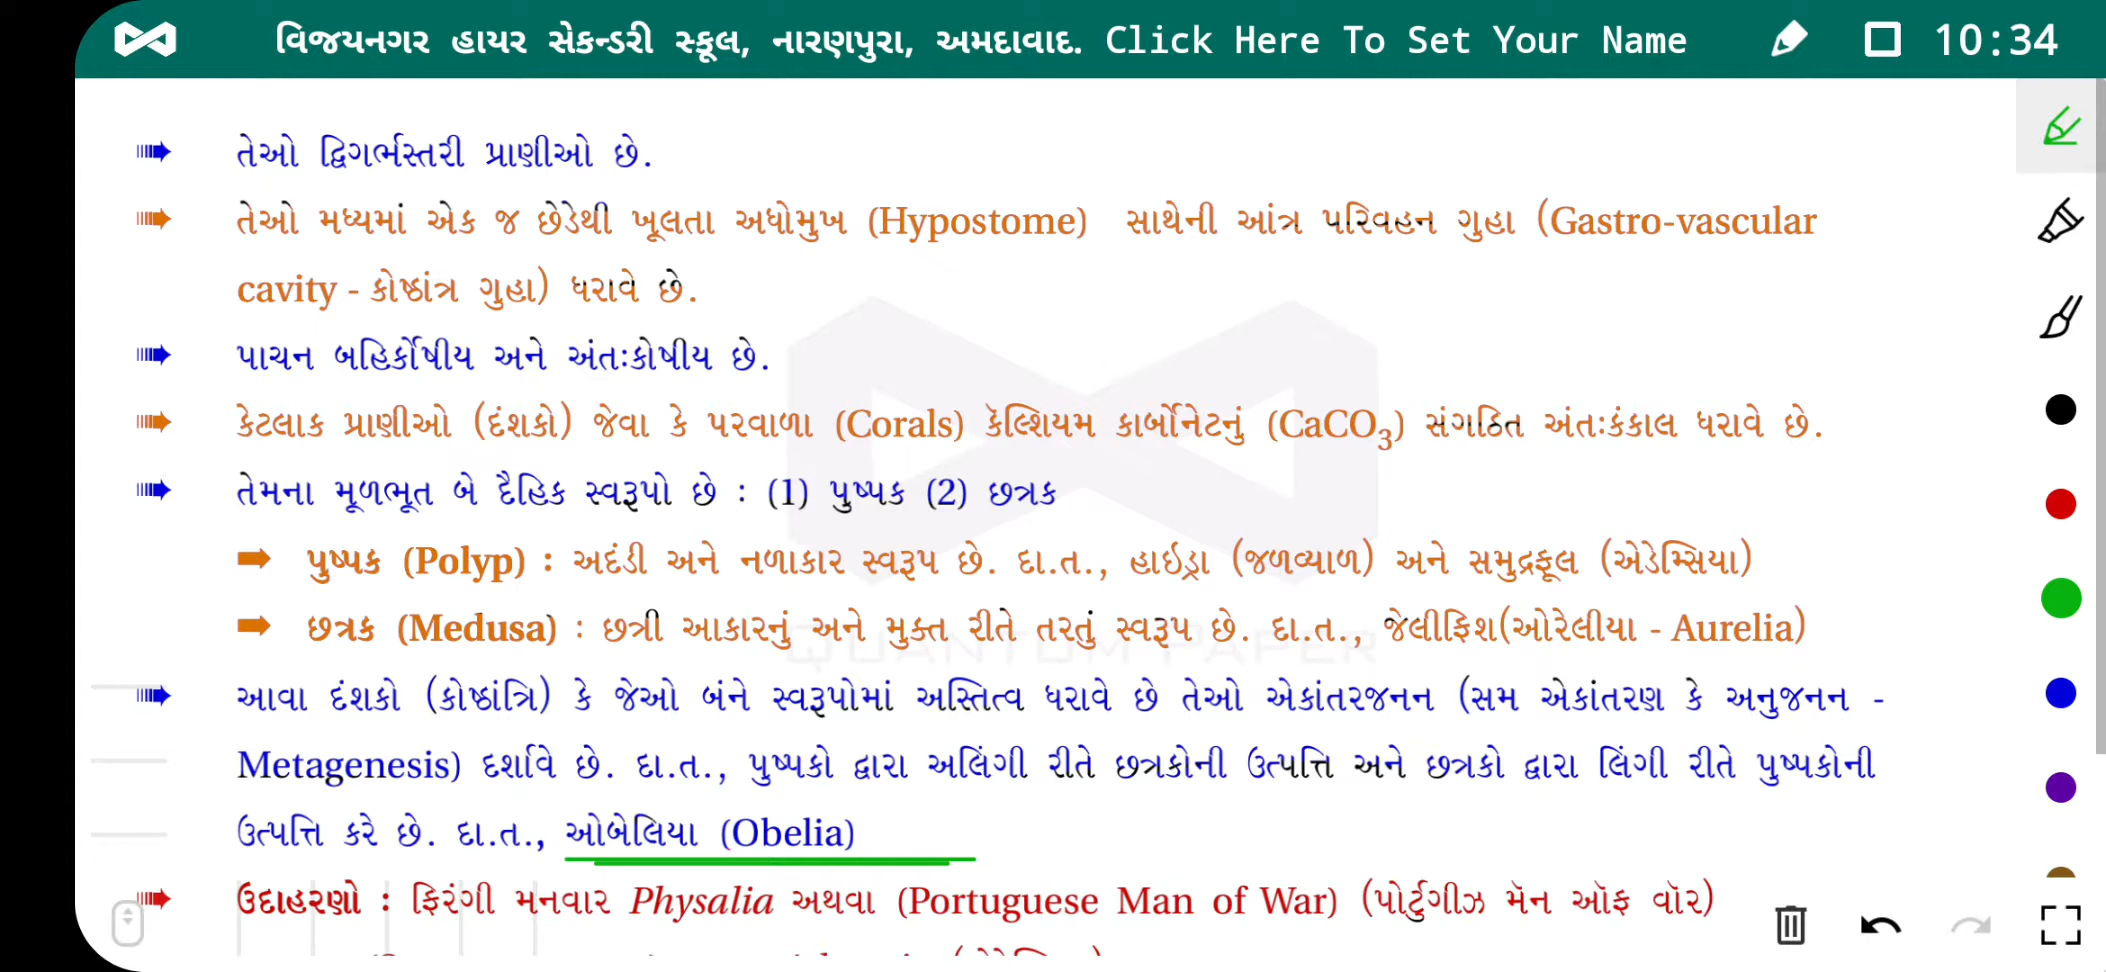 વિજયનગર હાયર સેકન્ડરી સ્કૂલ, નારણપુરા, અમદાવાદ. Click Here To Set Your Name 10:34
તેઓ દ્વિગર્ભસ્તરી પ્રાણીઓ છે.
તેઓ મધ્યમાં એક જ છેડેથી ખૂલતા અધોમુખ (Hypostome) સાથેની આંત્ર પરિવહન ગુહા (Gastro-vascular
cavity - કોષ્ઠાંત્ર ગુહા) ધરાવે છે.
પાચન બહિર્કોષીય અને અંતઃકોષીય છે.
કેટલાક પ્રાણીઓ (દંશકો) જેવા કે પરવાળા (Corals) કૅલ્શિયમ કાર્બોનેટનું (CaCO₃) સંગઠિત અંતઃકંકાલ ધરાવે છે.
તેમના મૂળભૂત બે દૈહિક સ્વરૂપો છે : (1) પુષ્પક (2) છત્રક
પુષ્પક (Polyp) : અદંડી અને નળાકાર સ્વરૂપ છે. દા.ત., હાઇડ્રા (જળવ્યાળ) અને સમુદ્રફૂલ (એડેમ્સિયા)
છત્રક (Medusa) : છત્રી આકારનું અને મુક્ત રીતે તરતું સ્વરૂપ છે. દા.ત., જેલીફિશ(ઓરેલીયા - Aurelia)
QUANTUM PAPER
આવા દંશકો (કોષ્ઠાંત્રિ) કે જેઓ બંને સ્વરૂપોમાં અસ્તિત્વ ધરાવે છે તેઓ એકાંતરજનન (સમ એકાંતરણ કે અનુજનન -
Metagenesis) દર્શાવે છે. દા.ત., પુષ્પકો દ્વારા અલિંગી રીતે છત્રકોની ઉત્પત્તિ અને છત્રકો દ્વારા લિંગી રીતે પુષ્પકોની
ઉત્પત્તિ કરે છે. દા.ત., ઓબેલિયા (Obelia)
ઉદાહરણો : ફિરંગી મનવાર Physalia અથવા (Portuguese Man of War) (પોર્ટુગીઝ મૅન ઑફ વૉર)